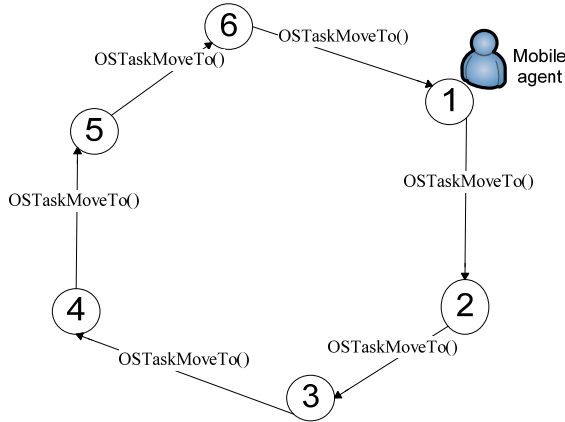 6
OSTaskMoveTo()
Mobile
agent
OSTaskMoveTo()
1
5
OSTaskMoveTo()
OSTaskMoveTo()
4
2
OSTaskMoveTo()
OSTaskMoveTo()
3